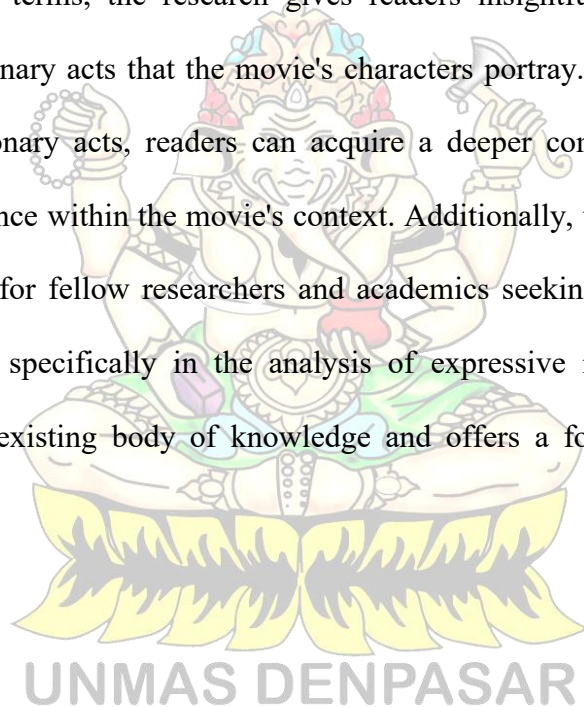 terms, the research gives readers insightfu
nary acts that the movie's characters portray.
onary acts, readers can acquire a deeper con
nce within the movie's context. Additionally, t
for fellow researchers and academics seekin
specifically in the analysis of expressive i
existing body of knowledge and offers a fo
UNMAS DENPASAR